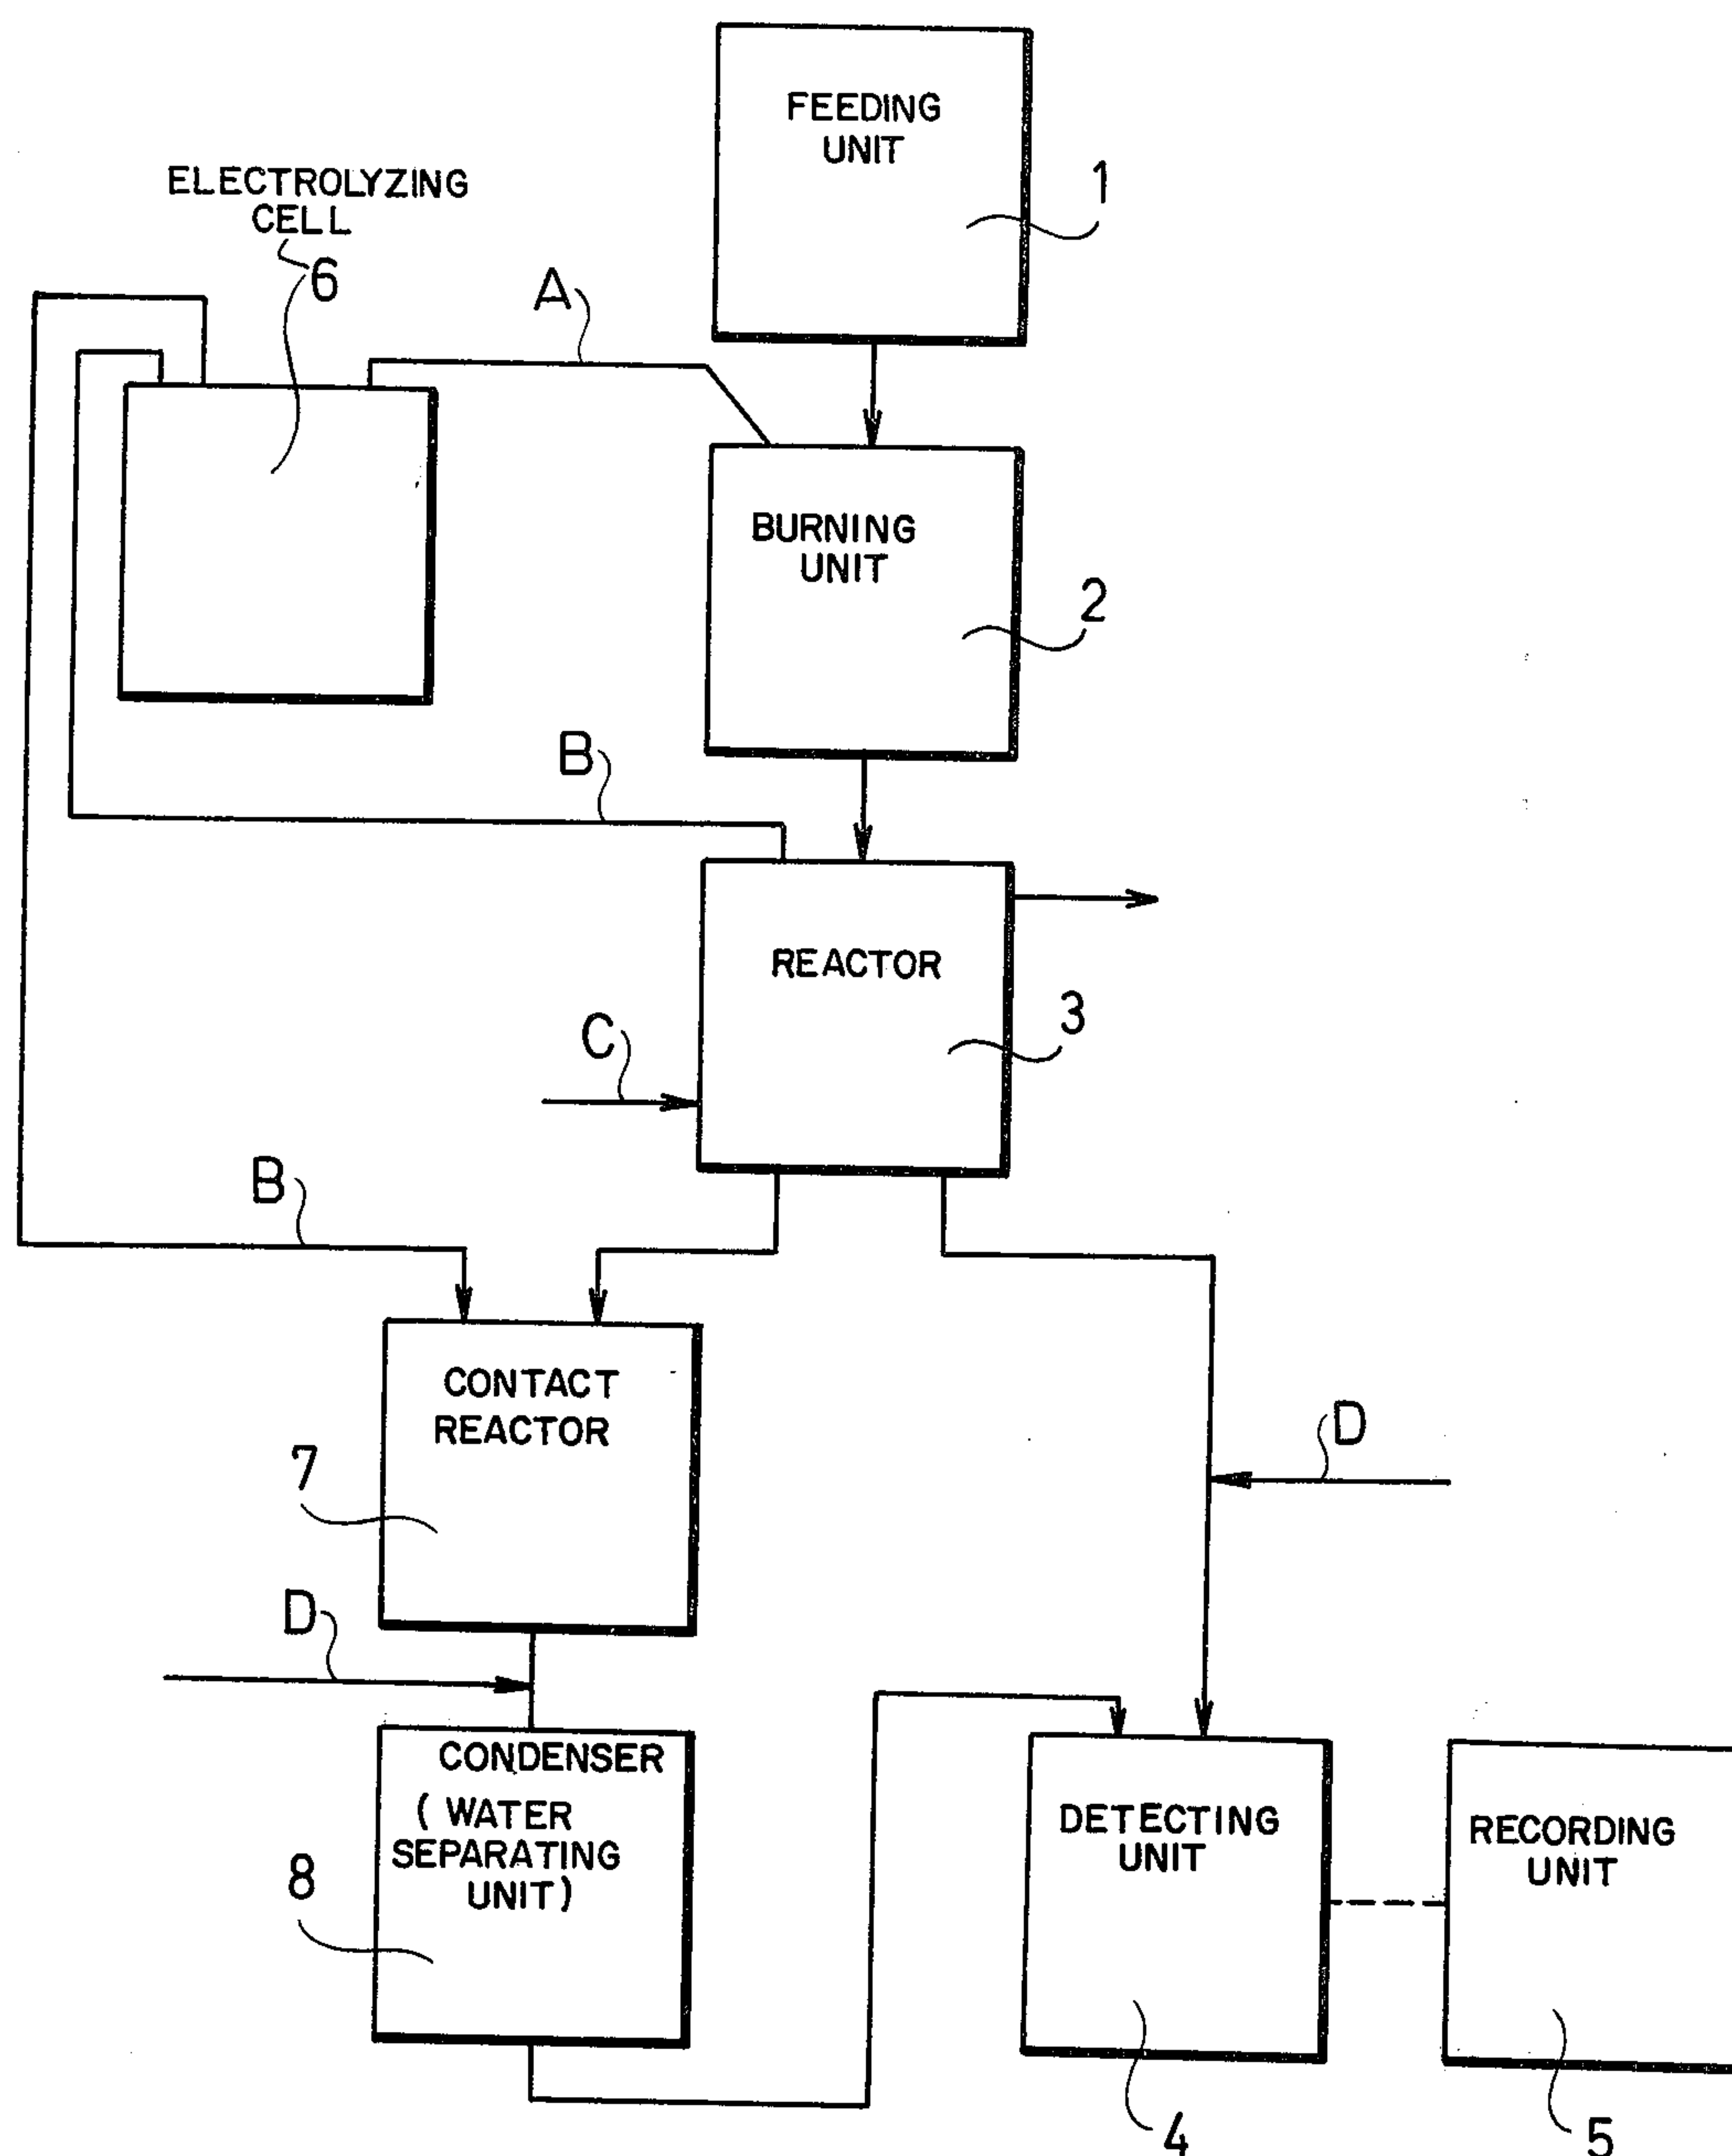 FEEDING
UNIT
1
ELECTROLYZING
CELL
6
A
BURNING
UNIT
2
B
REACTOR
3
C
B
CONTACT
REACTOR
7
D
D
CONDENSER
( WATER
SEPARATING
UNIT)
8
DETECTING
UNIT
4
RECORDING
UNIT
5